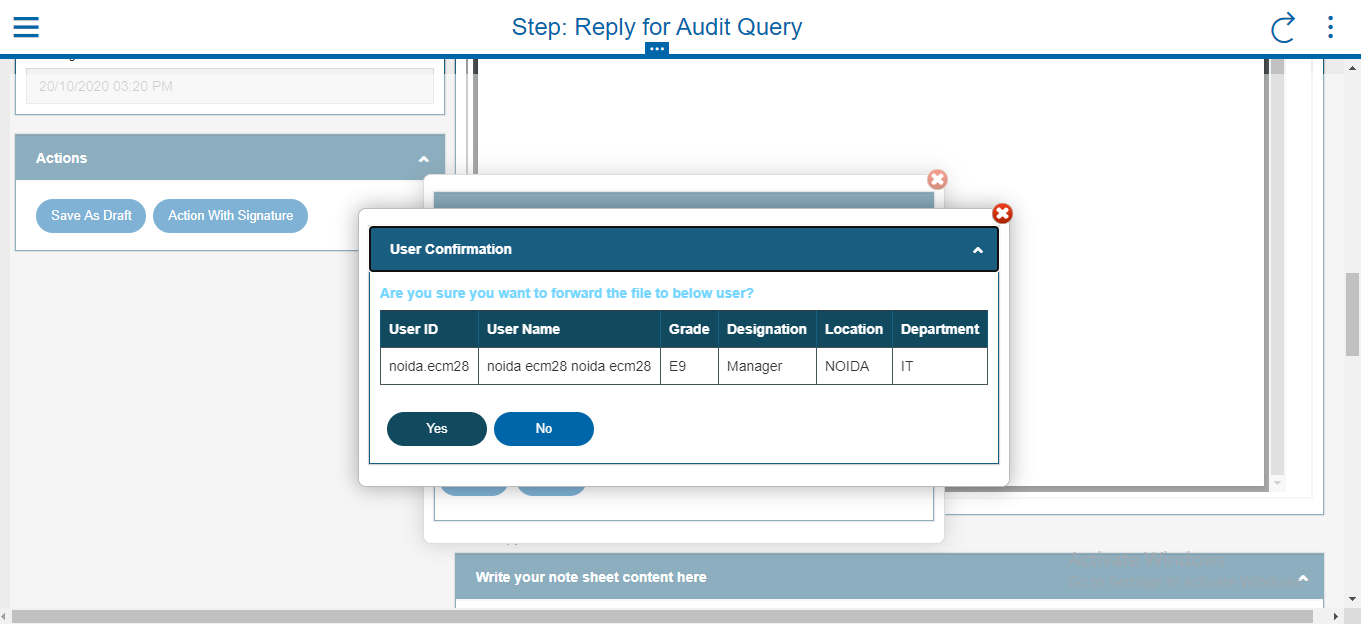 Step: Reply for Audit Query
20/10/2020 03:20 PM
Actions
Save As Draft
Action With Signature
User Confirmation
Are you sure you want to forward the file to below user?
User ID User Name Grade Designation Location Department
noida.ecm28 noida ecm28 noida ecm28 E9 Manager NOIDA IT
Yes No
Write your note sheet content here